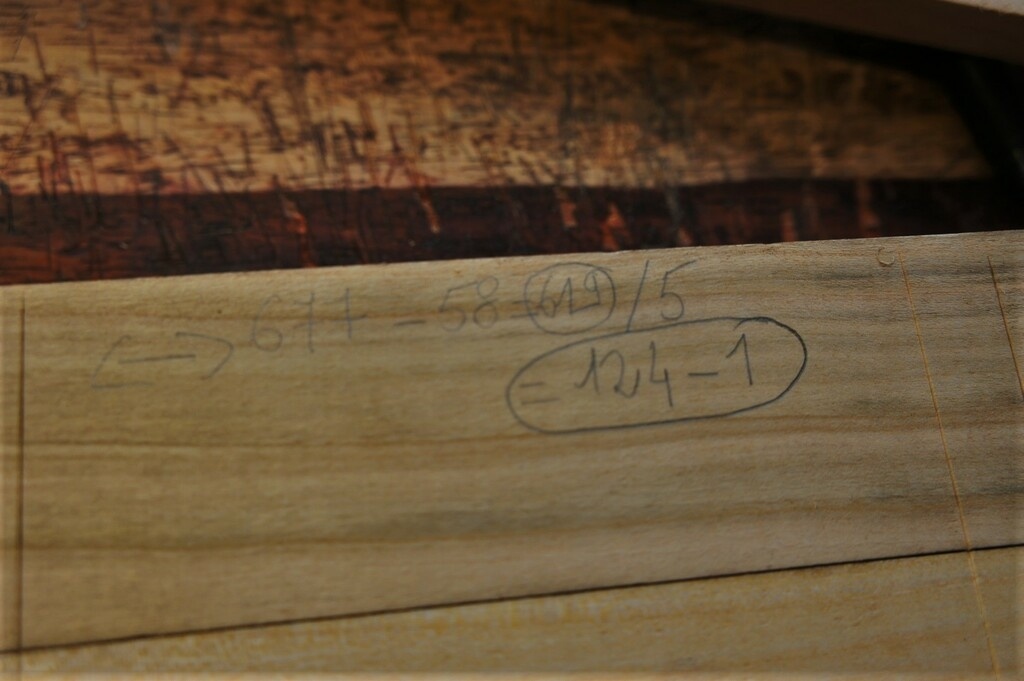 677 - 58 = 619 / 5
= 124 - 1